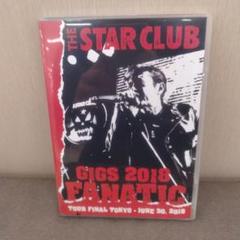 THE STAR CLUB
GIGS 2018
FANATIC
TOUR FINAL TOKYO - JUNE 30, 2018